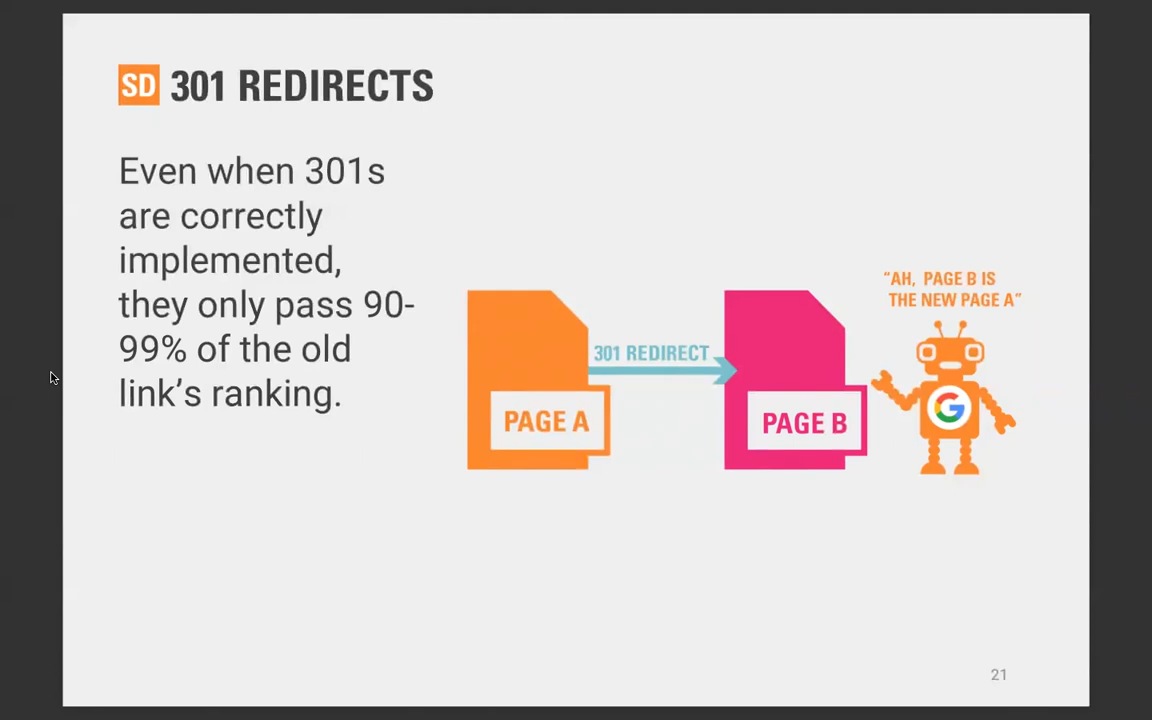 SD 301 REDIRECTS
Even when 301s
are correctly
implemented,
they only pass 90-
99% of the old
link’s ranking.
"AH, PAGE B IS
THE NEW PAGE A"
301 REDIRECT
PAGE A
PAGE B
G
21